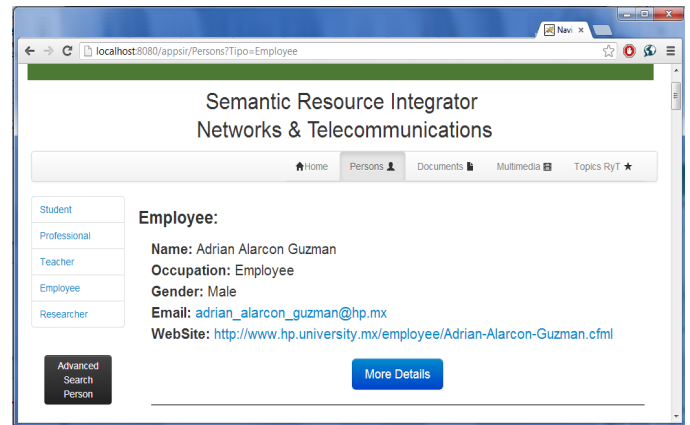 Navi
localhost:8080/appsir/Persons?Tipo=Employee
Semantic Resource Integrator
Networks & Telecommunications
Home Persons Documents Multimedia Topics RyT
Student
Professional
Teacher
Employee
Researcher
Advanced
Search
Person
Employee:
Name: Adrian Alarcon Guzman
Occupation: Employee
Gender: Male
Email: adrian_alarcon_guzman@hp.mx
WebSite: http://www.hp.university.mx/employee/Adrian-Alarcon-Guzman.cfml
More Details